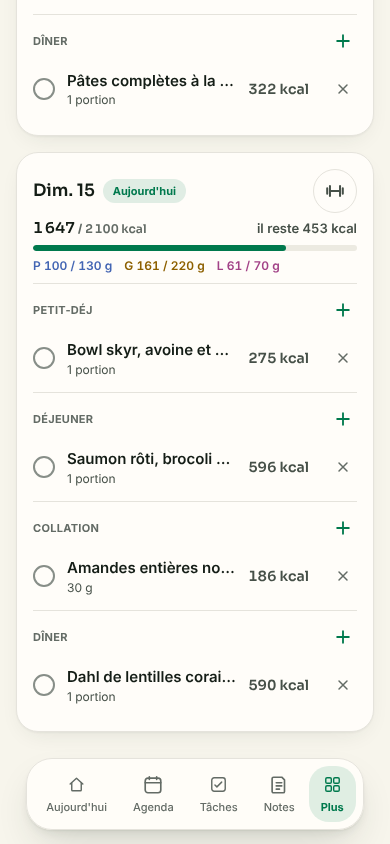 DÎNER
Pâtes complètes à la ... 322 kcal
1 portion
Dim. 15 Aujourd'hui
1 647 / 2 100 kcal il reste 453 kcal
P 100 / 130 g G 161 / 220 g L 61 / 70 g
PETIT-DÉJ
Bowl skyr, avoine et ... 275 kcal
1 portion
DÉJEUNER
Saumon rôti, brocoli ... 596 kcal
1 portion
COLLATION
Amandes entières no... 186 kcal
30 g
DÎNER
Dahl de lentilles corai... 590 kcal
1 portion
Aujourd'hui Agenda Tâches Notes Plus